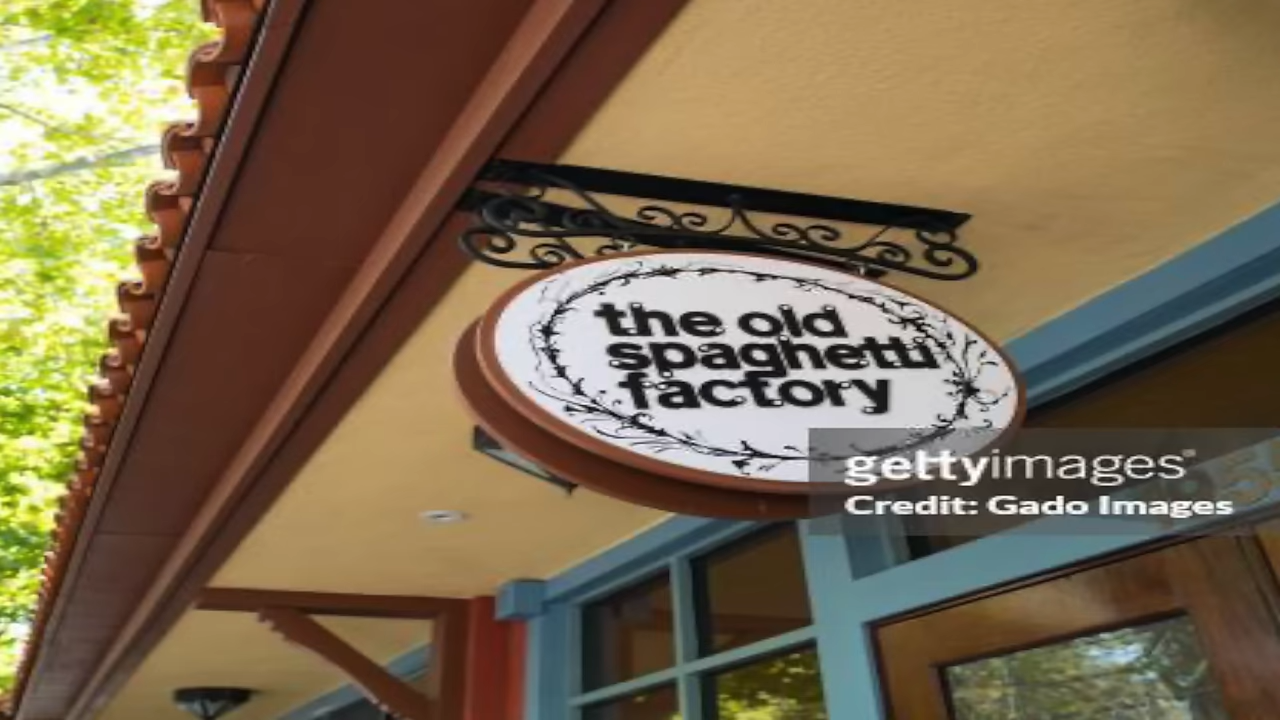 the old
spaghetti
factory
gettyimages®
Credit: Gado Images